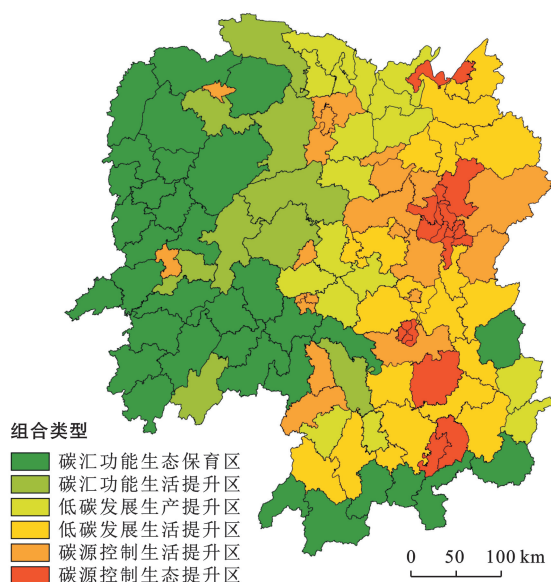 组合类型
碳汇功能生态保育区
碳汇功能生活提升区
低碳发展生产提升区
低碳发展生活提升区
碳源控制生活提升区
碳源控制生态提升区
0 50 100 km